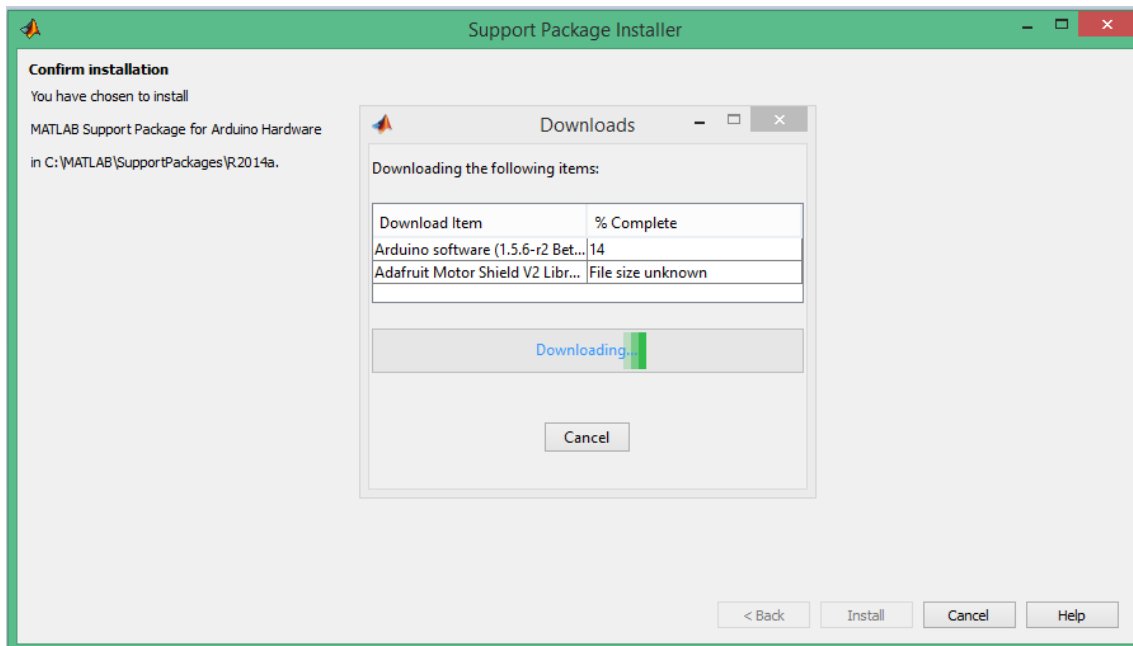 Support Package Installer
Confirm installation
You have chosen to install
MATLAB Support Package for Arduino Hardware
in C:\MATLAB\SupportPackages\R2014a.
Downloads
Downloading the following items:
Download Item % Complete
Arduino software (1.5.6-r2 Bet... 14
Adafruit Motor Shield V2 Libr... File size unknown
Downloading...
Cancel
< Back Install Cancel Help